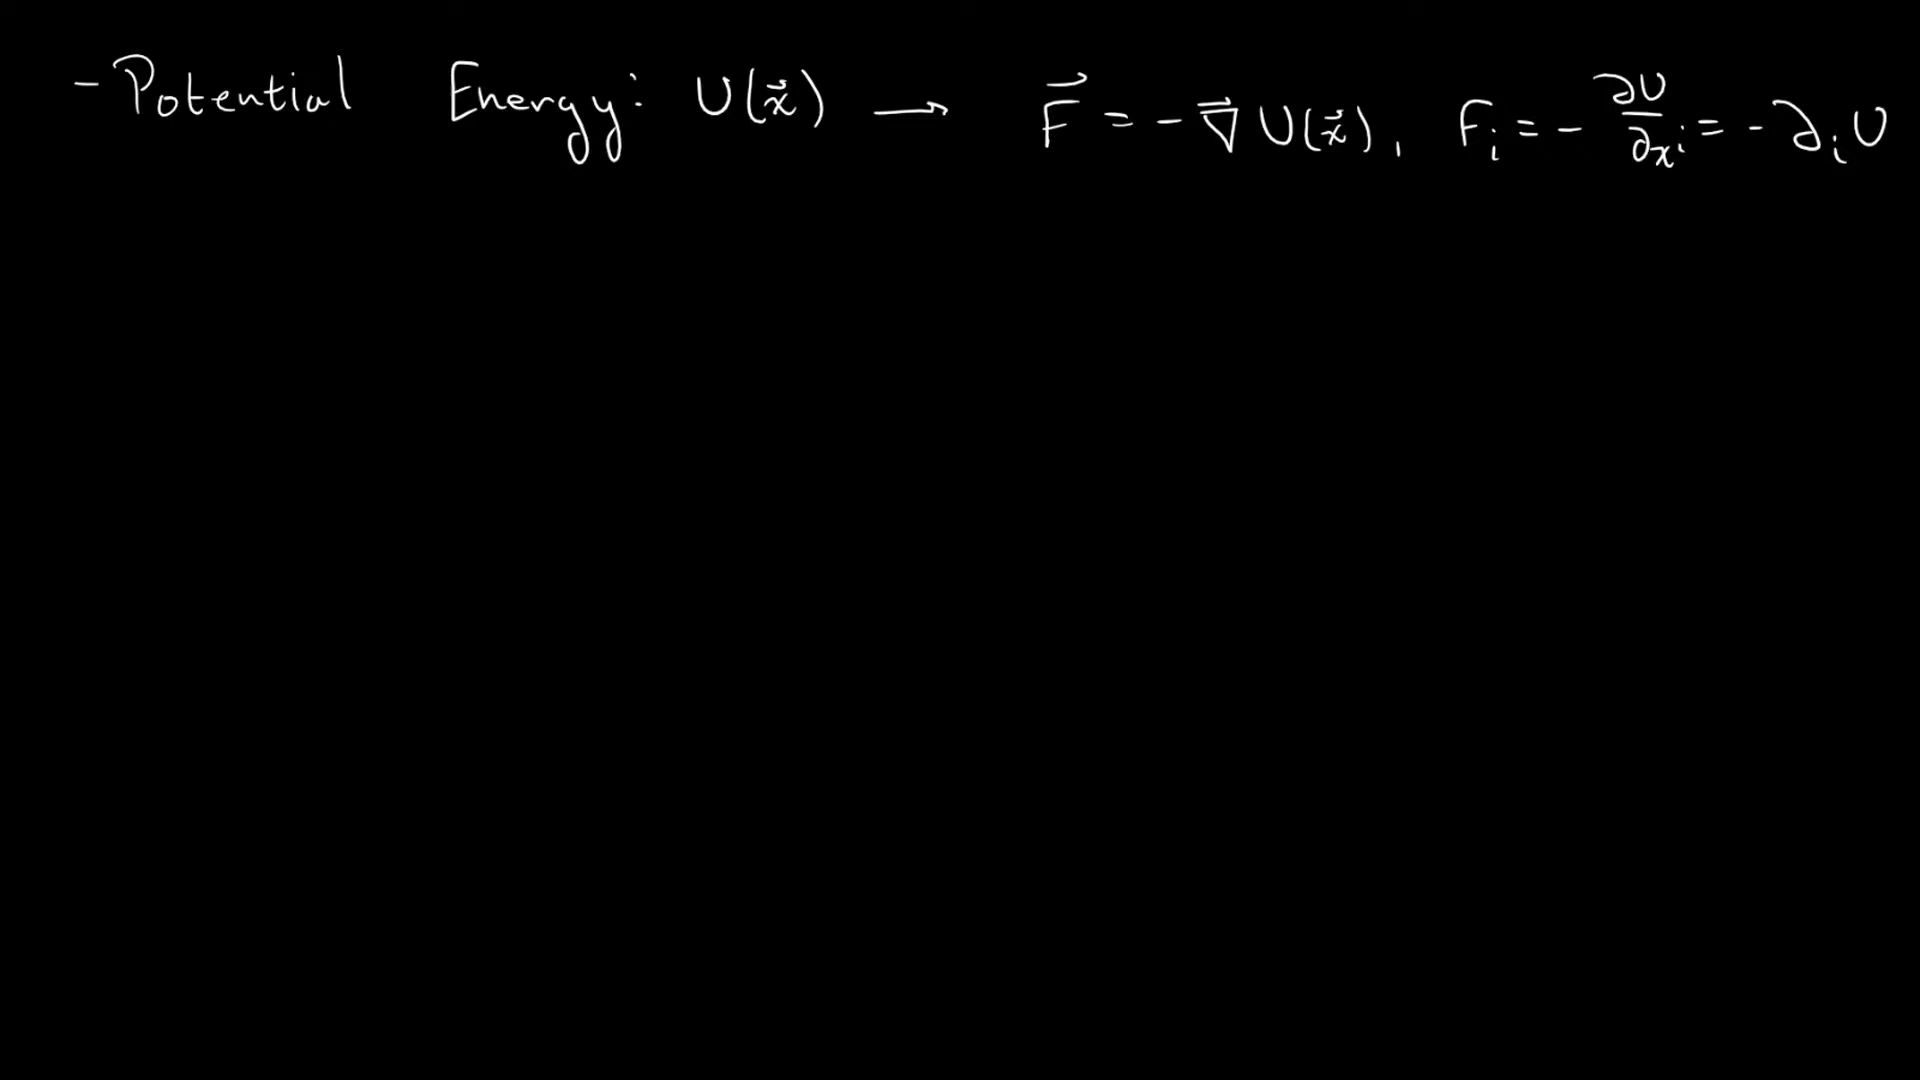 - Potential Energy: U(x⃗) → F⃗ = -∇⃗ U(x⃗), Fᵢ = - ∂U/∂xⁱ = - ∂ᵢU